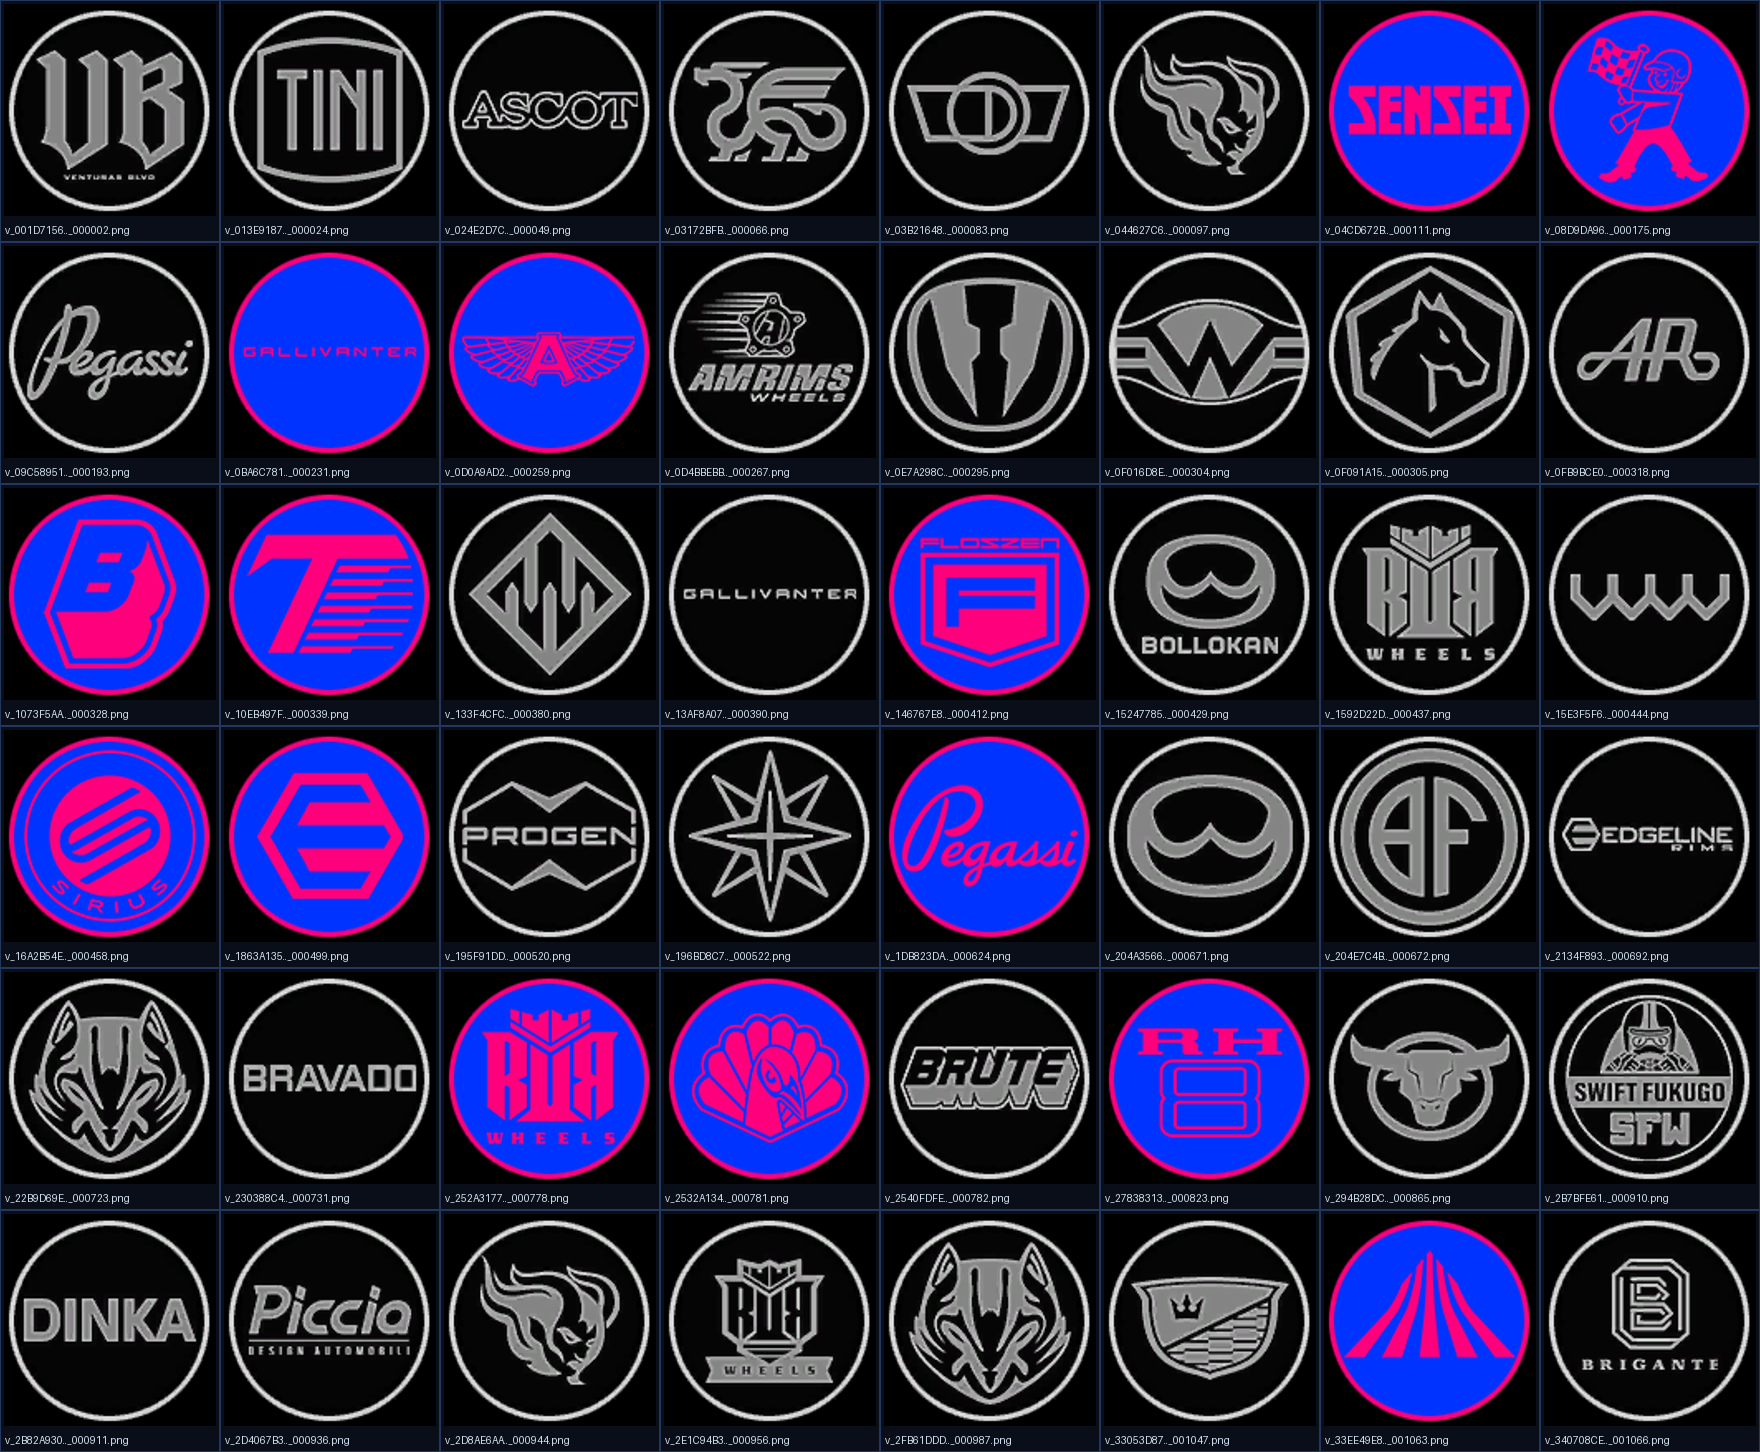 UB
VENTURAS BLVD
v_001D7156.._000002.png
TINI
v_013E9187.._000024.png
ASCOT
v_024E2D7C.._000049.png
v_03172BFB.._000066.png
D
v_03B21648.._000083.png
v_044627C6.._000097.png
SENSEI
v_04CD672B.._000111.png
v_08D9DA96.._000175.png
Pegassi
v_09C58951.._000193.png
GALLIVANTER
v_0BA6C781.._000231.png
A
v_0D0A9AD2.._000259.png
AMRIMS
WHEELS
v_0D4BBEBB.._000267.png
v_0E7A298C.._000295.png
W
v_0F016D8E.._000304.png
v_0F091A15.._000305.png
AR
v_0FB9BCE0.._000318.png
B
v_1073F5AA.._000328.png
T
v_10EB497F.._000339.png
v_133F4CFC.._000380.png
GALLIVANTER
v_13AF8A07.._000390.png
FLOSZEN
F
v_146767E8.._000412.png
BOLLOKAN
v_15247785.._000429.png
RUR
WHEELS
v_1592D22D.._000437.png
v_15E3F5F6.._000444.png
SIRIUS
v_16A2B54E.._000458.png
E
v_1863A135.._000499.png
PROGEN
v_195F91DD.._000520.png
v_196BD8C7.._000522.png
Pegassi
v_1DB823DA.._000624.png
v_204A3566.._000671.png
BF
v_204E7C4B.._000672.png
EDGELINE
RIMS
v_2134F893.._000692.png
v_22B9D69E.._000723.png
BRAVADO
v_230388C4.._000731.png
RUR
WHEELS
v_252A3177.._000778.png
v_2532A134.._000781.png
BRUTE
v_2540FDFE.._000782.png
RH
8
v_27838313.._000823.png
v_294B28DC.._000865.png
SWIFT FUKUGO
SFW
v_2B7BFE61.._000910.png
DINKA
v_2B82A930.._000911.png
Piccia
DESIGN AUTOMOBILI
v_2D4067B3.._000936.png
v_2D8AE6AA.._000944.png
RUR
WHEELS
v_2E1C94B3.._000956.png
v_2FB61DDD.._000987.png
v_33053D87.._001047.png
v_33EE49E8.._001063.png
B
BRIGANTE
v_340708CE.._001066.png